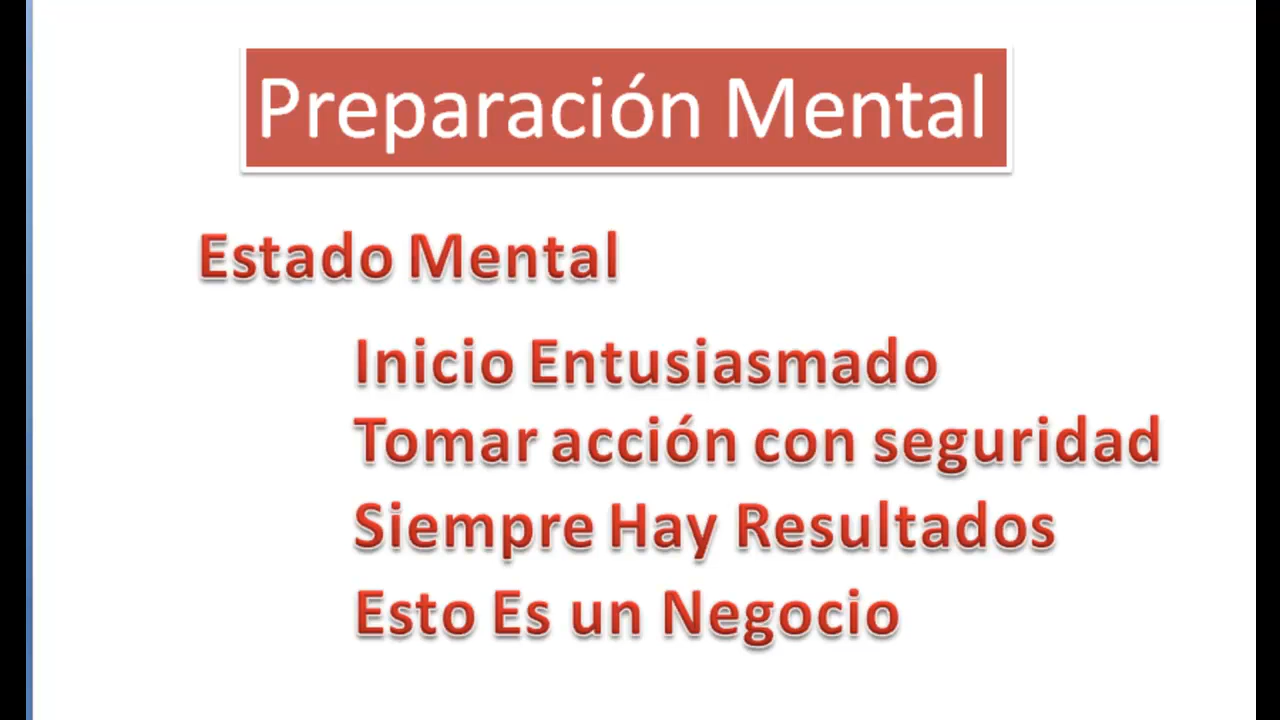 Preparación Mental
Estado Mental
Inicio Entusiasmado
Tomar acción con seguridad
Siempre Hay Resultados
Esto Es un Negocio